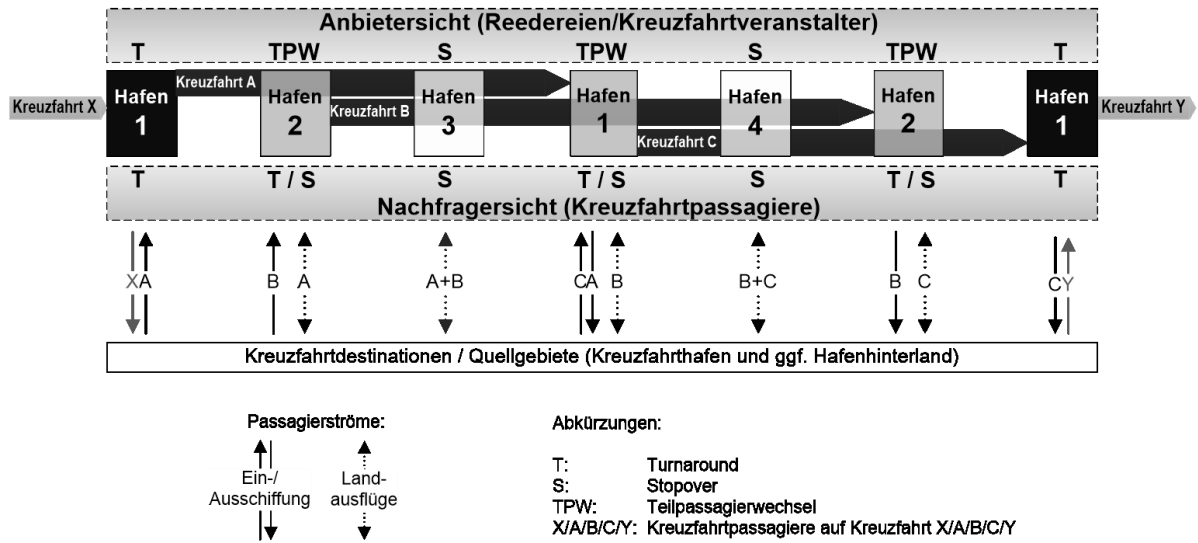 Anbietersicht (Reedereien/Kreuzfahrtveranstalter)
T TPW S TPW S TPW T
Kreuzfahrt X
Hafen 1
Kreuzfahrt A
Hafen 2
Kreuzfahrt B
Hafen 3
Hafen 1
Kreuzfahrt C
Hafen 4
Hafen 2
Hafen 1
Kreuzfahrt Y
T T / S S T / S S T / S T
Nachfragersicht (Kreuzfahrtpassagiere)
X A B A A+B C A B B+C B C C Y
Kreuzfahrtdestinationen / Quellgebiete (Kreuzfahrthafen und ggf. Hafenhinterland)
Passagierströme:
Ein-/
Ausschiffung
Land-
ausflüge
Abkürzungen:
T: Turnaround
S: Stopover
TPW: Teilpassagierwechsel
X/A/B/C/Y: Kreuzfahrtpassagiere auf Kreuzfahrt X/A/B/C/Y